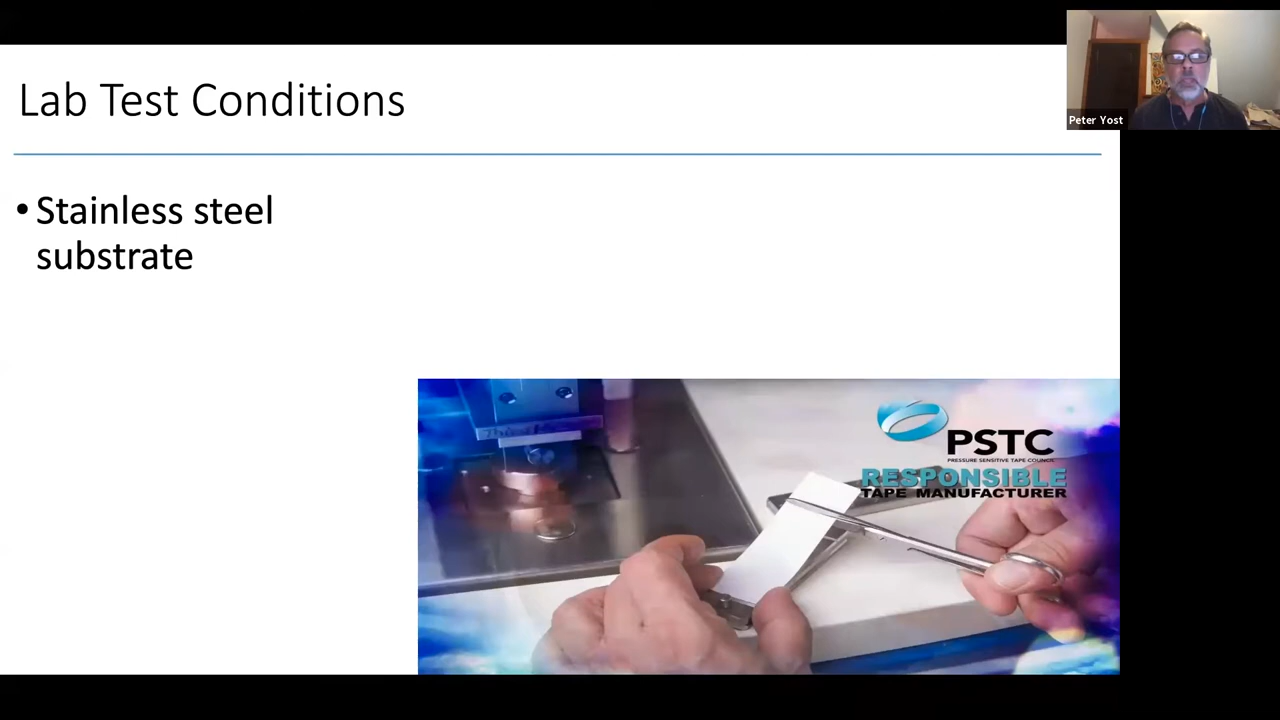 Lab Test Conditions
Peter Yost
• Stainless steel
substrate
PSTC
PRESSURE SENSITIVE TAPE COUNCIL
RESPONSIBLE
TAPE MANUFACTURER